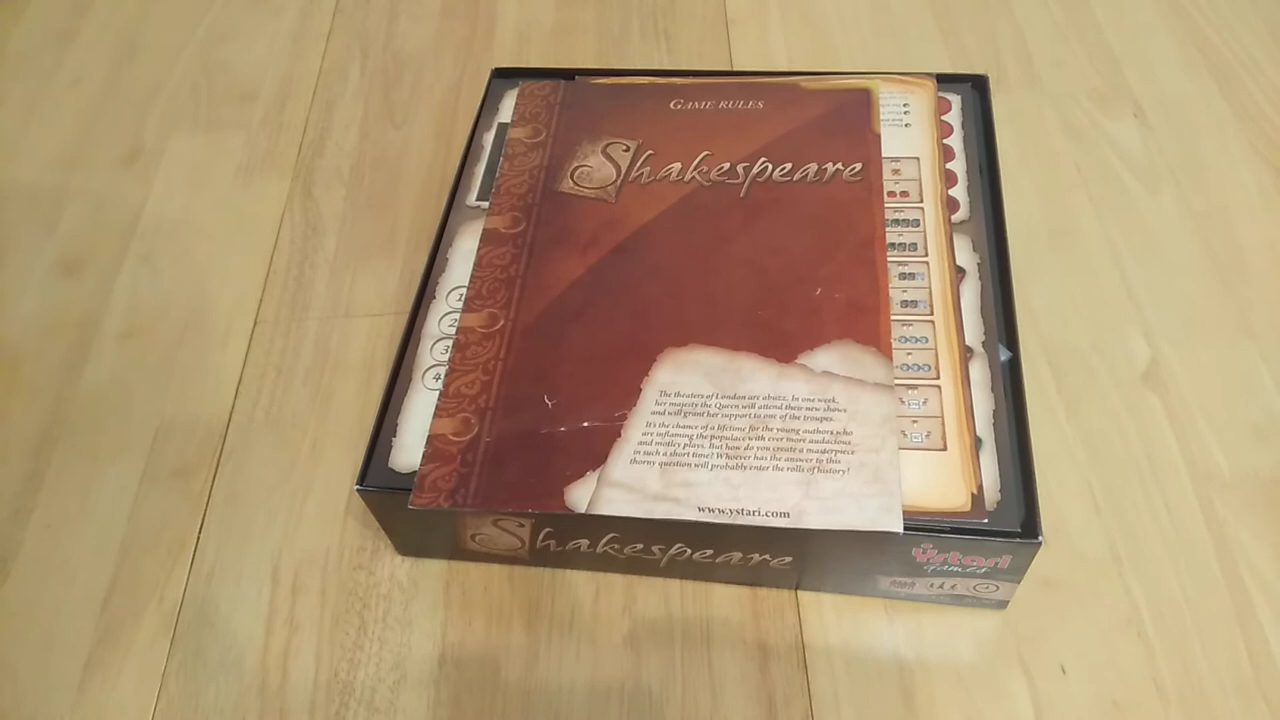 GAME RULES
Shakespeare
1
2
3
4
The theaters of London are abuzz. In one week,
her majesty the Queen will attend their new shows
and will grant her support to one of the troupes.
It's the chance of a lifetime for the young authors who
are inflaming the populace with ever more audacious
and motley plays. But how do you create a masterpiece
in such a short time? Whoever has the answer to this
thorny question will probably enter the rolls of history!
www.ystari.com
Shakespeare
Ystari
Games